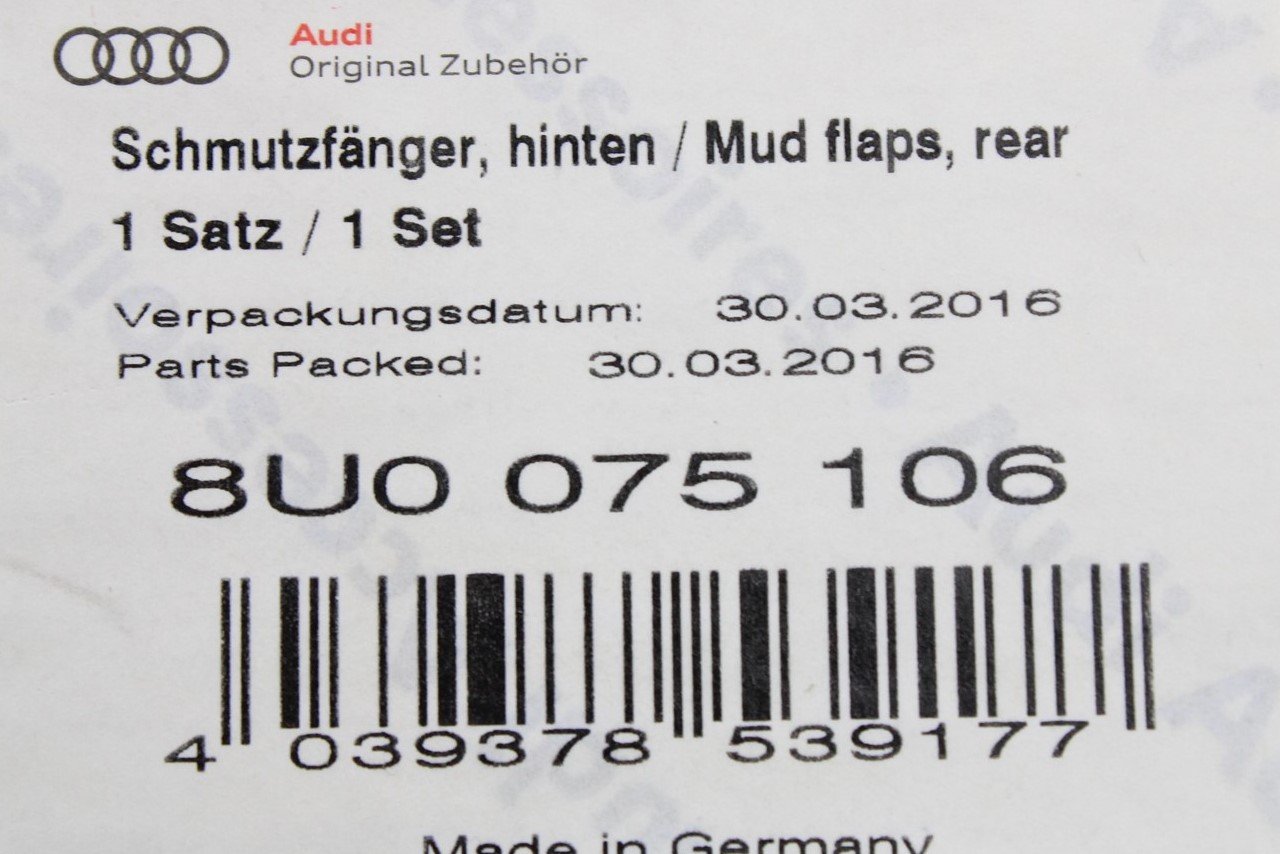 Audi
Original Zubehör
Schmutzfänger, hinten / Mud flaps, rear
1 Satz / 1 Set
Verpackungsdatum: 30.03.2016
Parts Packed: 30.03.2016
8U0 075 106
4 039378 539177
Made in Germany